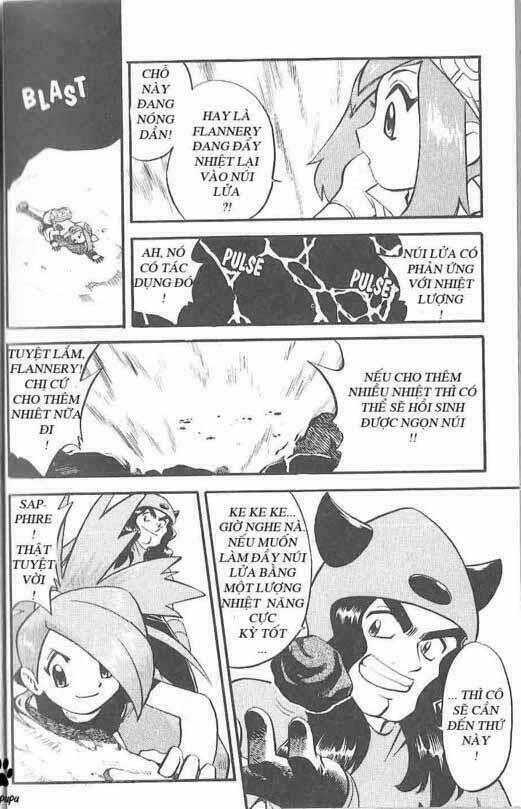 BLAST
CHỖ
NÀY
ĐANG
NÓNG
DẦN!
HAY LÀ
FLANNERY
ĐANG ĐẨY
NHIỆT LẠI
VÀO NÚI
LỬA
?!
AH, NÓ
CÓ TÁC
DỤNG ĐÓ
!
PULSE
PULSE
NÚI LỬA CÓ
PHẢN ỨNG
VỚI NHIỆT
LƯỢNG
!
TUYỆT LẮM,
FLANNERY!
CHỊ CỨ
CHO THÊM
NHIÊT NỮA
ĐI
!
NẾU CHO THÊM
NHIỀU NHIỆT THÌ CÓ
THỂ SẼ HỒI SINH
ĐƯỢC NGỌN NÚI
!!
SAP-
PHIRE!
THẬT
TUYỆT
VỜI
!
KE KE KE...
GIỜ NGHE NÀ.
NẾU MUỐN
LÀM ĐẦY NÚI
LỬA BẰNG
MỘT LƯỢNG
NHIỆT NĂNG
CỰC
KỲ TỐT
...
... THÌ CÔ
SẼ CẦN
ĐẾN THỨ
NÀY
!
pupu